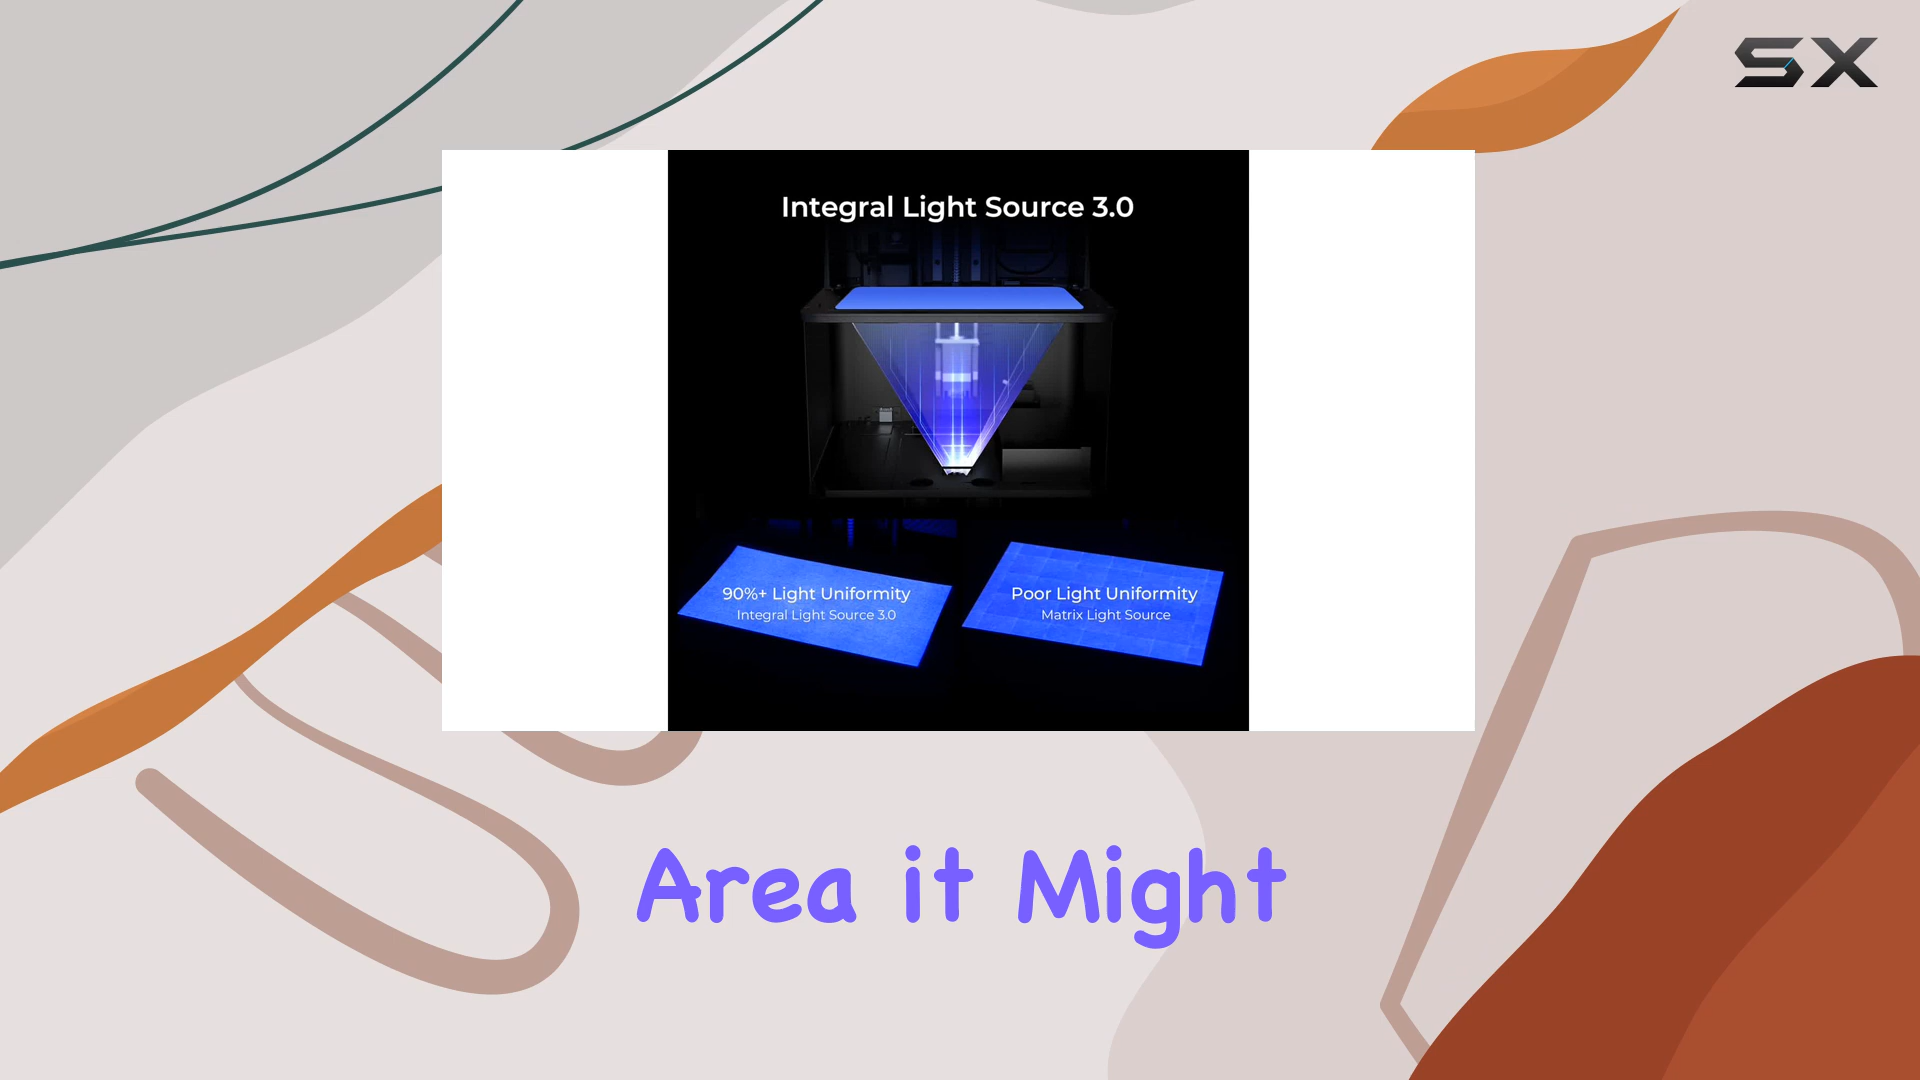 SX
Integral Light Source 3.0
90%+ Light Uniformity
Integral Light Source 3.0
Poor Light Uniformity
Matrix Light Source
Area it Might